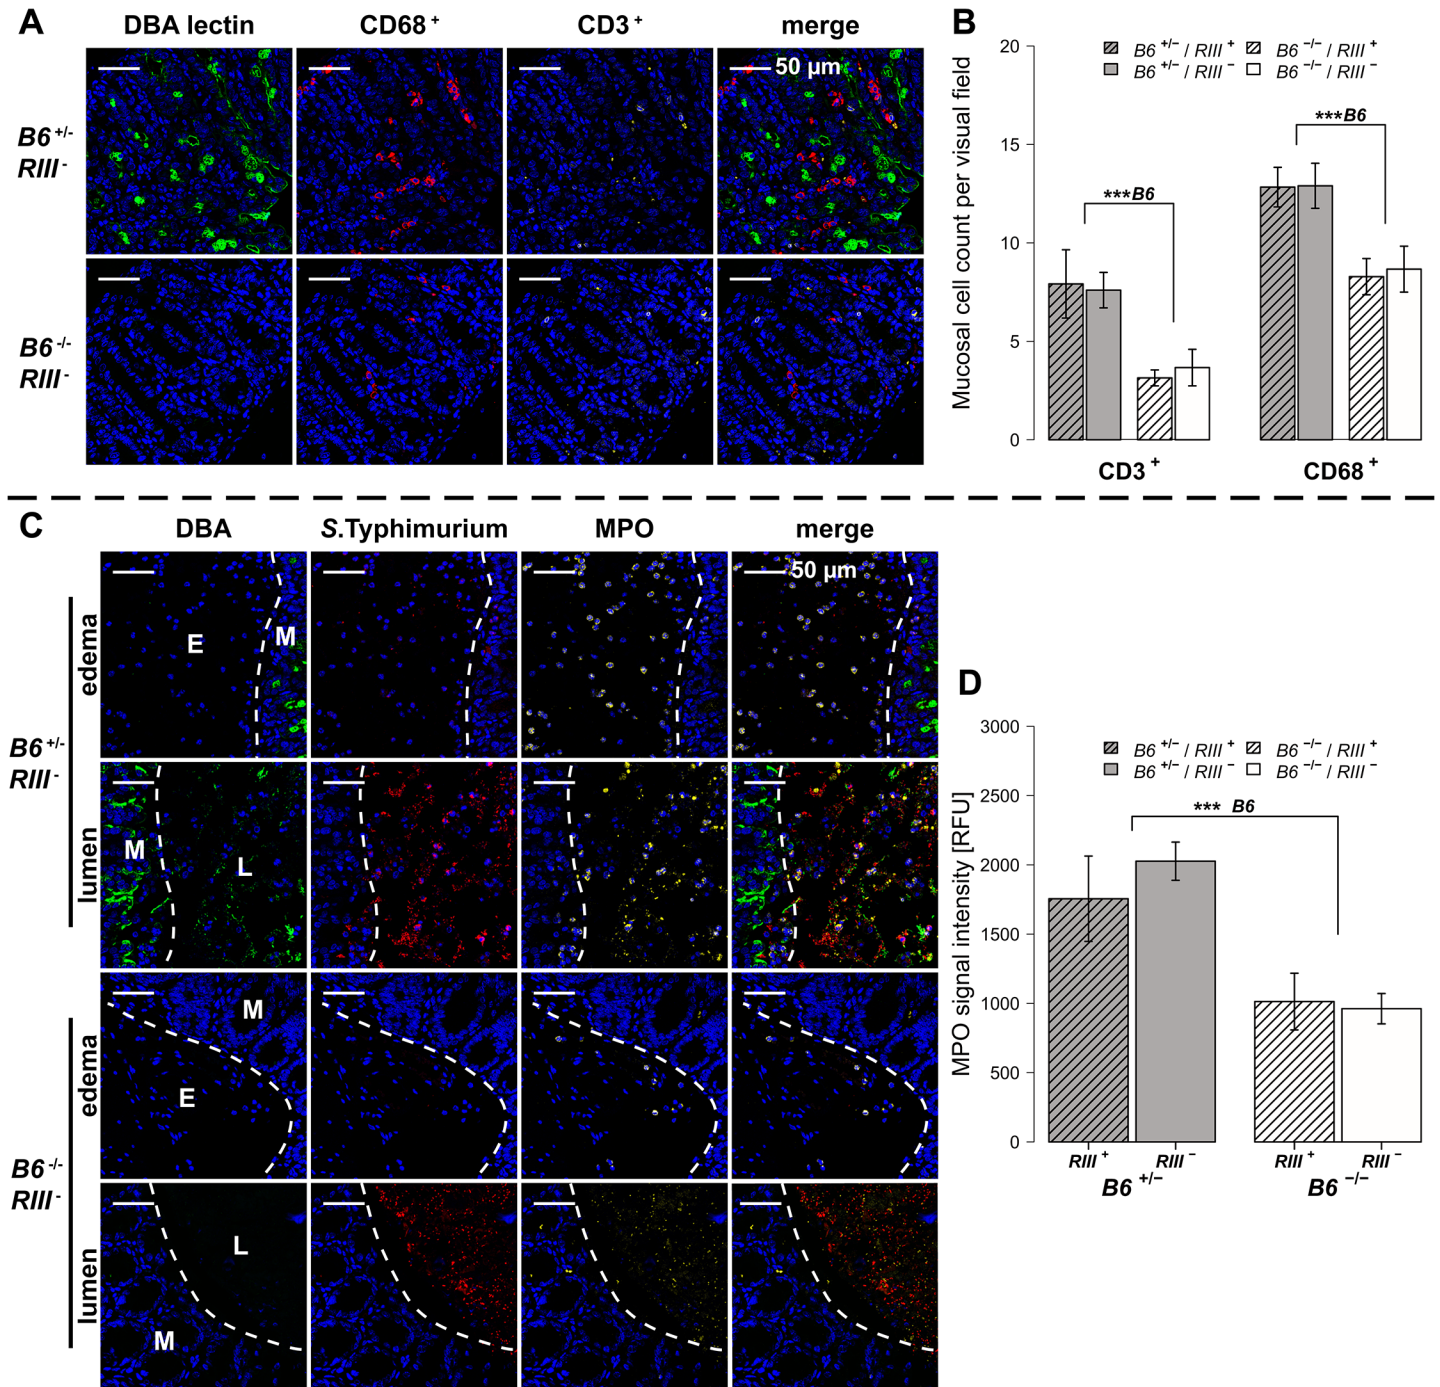 A
DBA lectin CD68 + CD3 + merge
50 µm
B6 +/-
RIII -
B6 -/-
RIII -
B
20
15
10
5
0
Mucosal cell count per visual field
B6 +/− / RIII + B6 −/− / RIII +
B6 +/− / RIII − B6 −/− / RIII −
***B6
***B6
CD3 + CD68 +
C
DBA S.Typhimurium MPO merge
50 µm
edema
E M
B6 +/-
RIII -
lumen
M L
edema
M
E
B6 -/-
RIII -
lumen
L
M
D
3000
2500
2000
1500
1000
500
0
MPO signal intensity [RFU]
B6 +/− / RIII + B6 −/− / RIII +
B6 +/− / RIII − B6 −/− / RIII −
*** B6
RIII + RIII − RIII + RIII −
B6 +/− B6 −/−